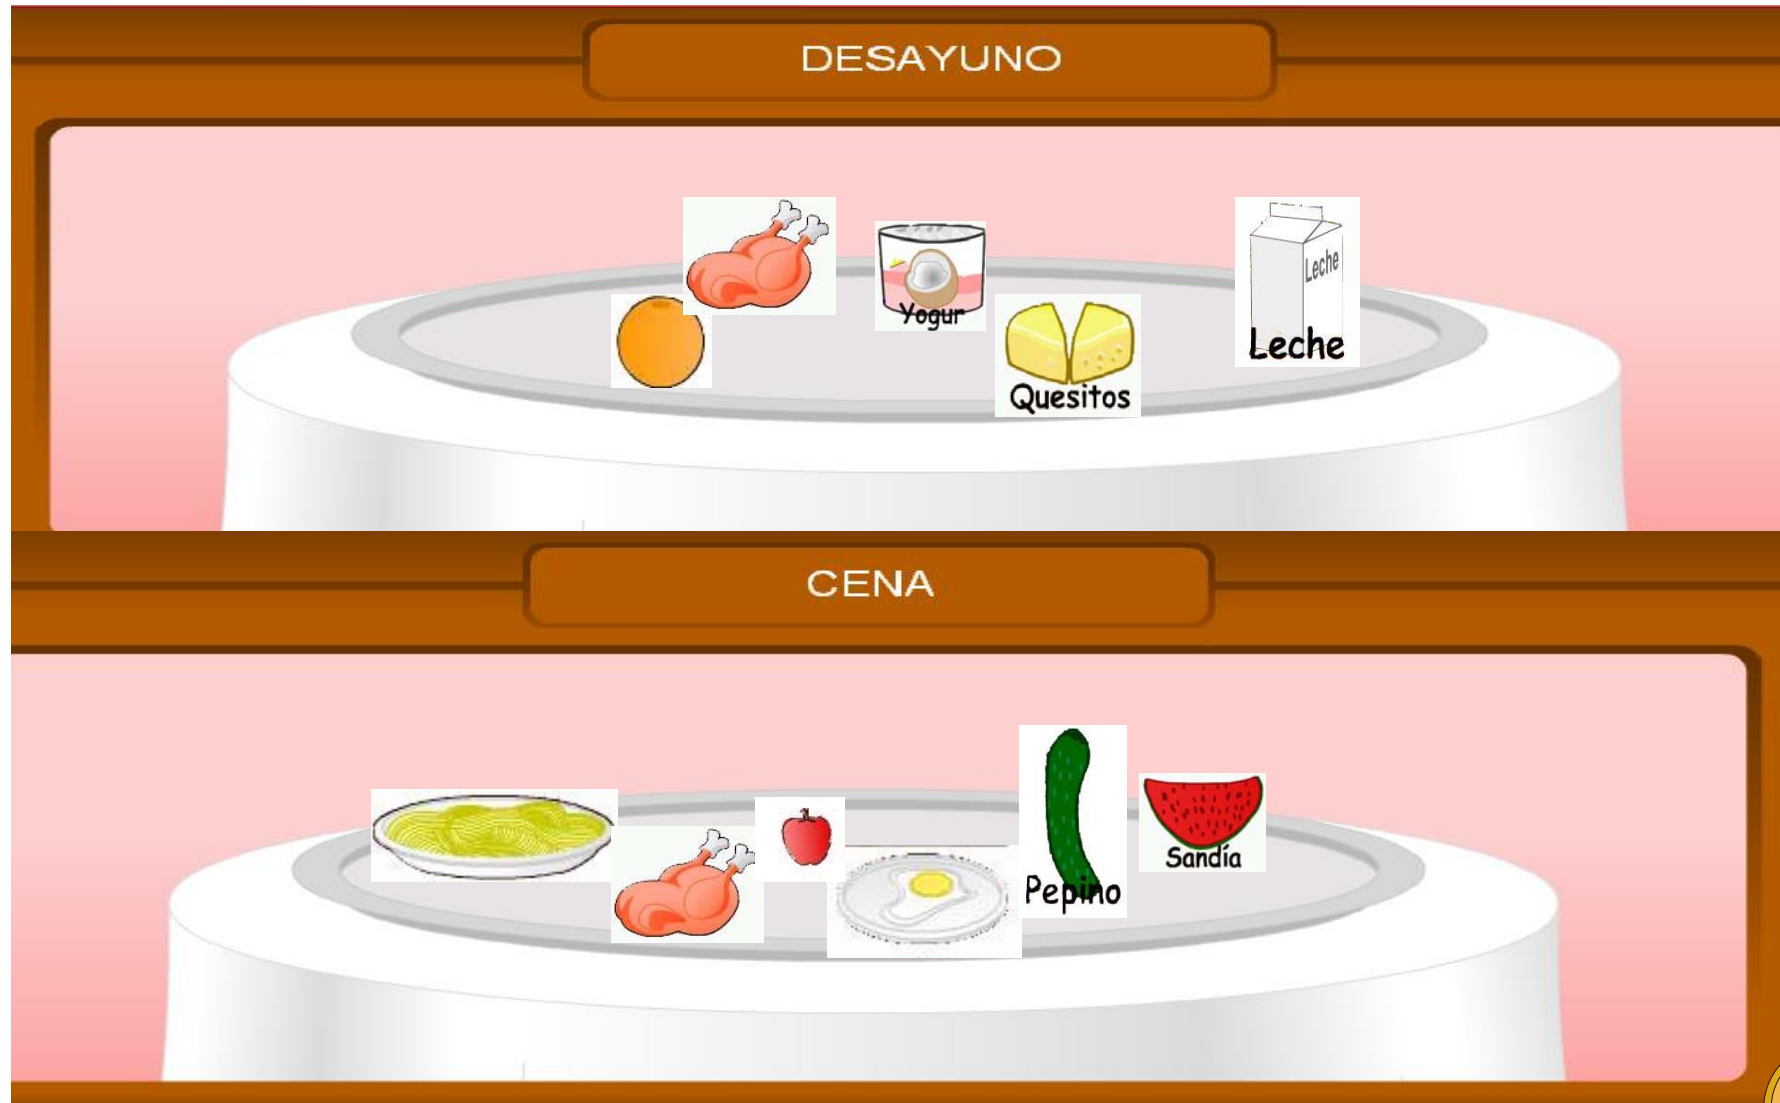 DESAYUNO
Yogur
Quesitos
Leche
Leche
CENA
Pepino
Sandía